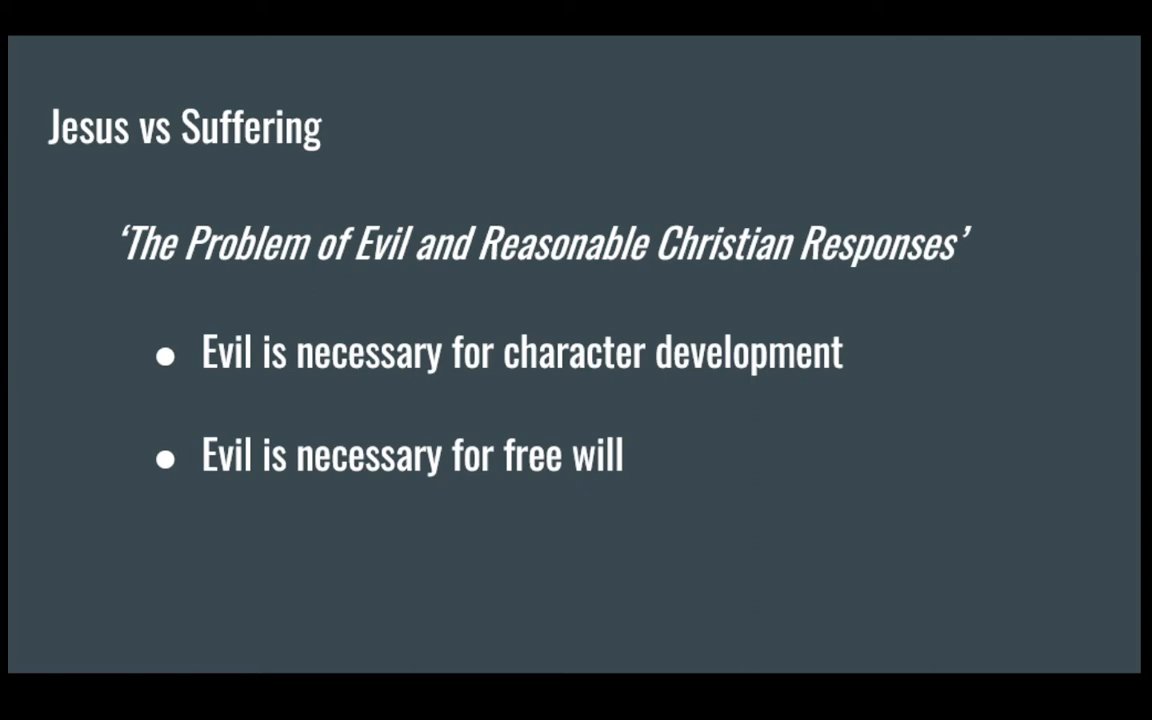 Jesus vs Suffering
‘The Problem of Evil and Reasonable Christian Responses’
● Evil is necessary for character development
● Evil is necessary for free will